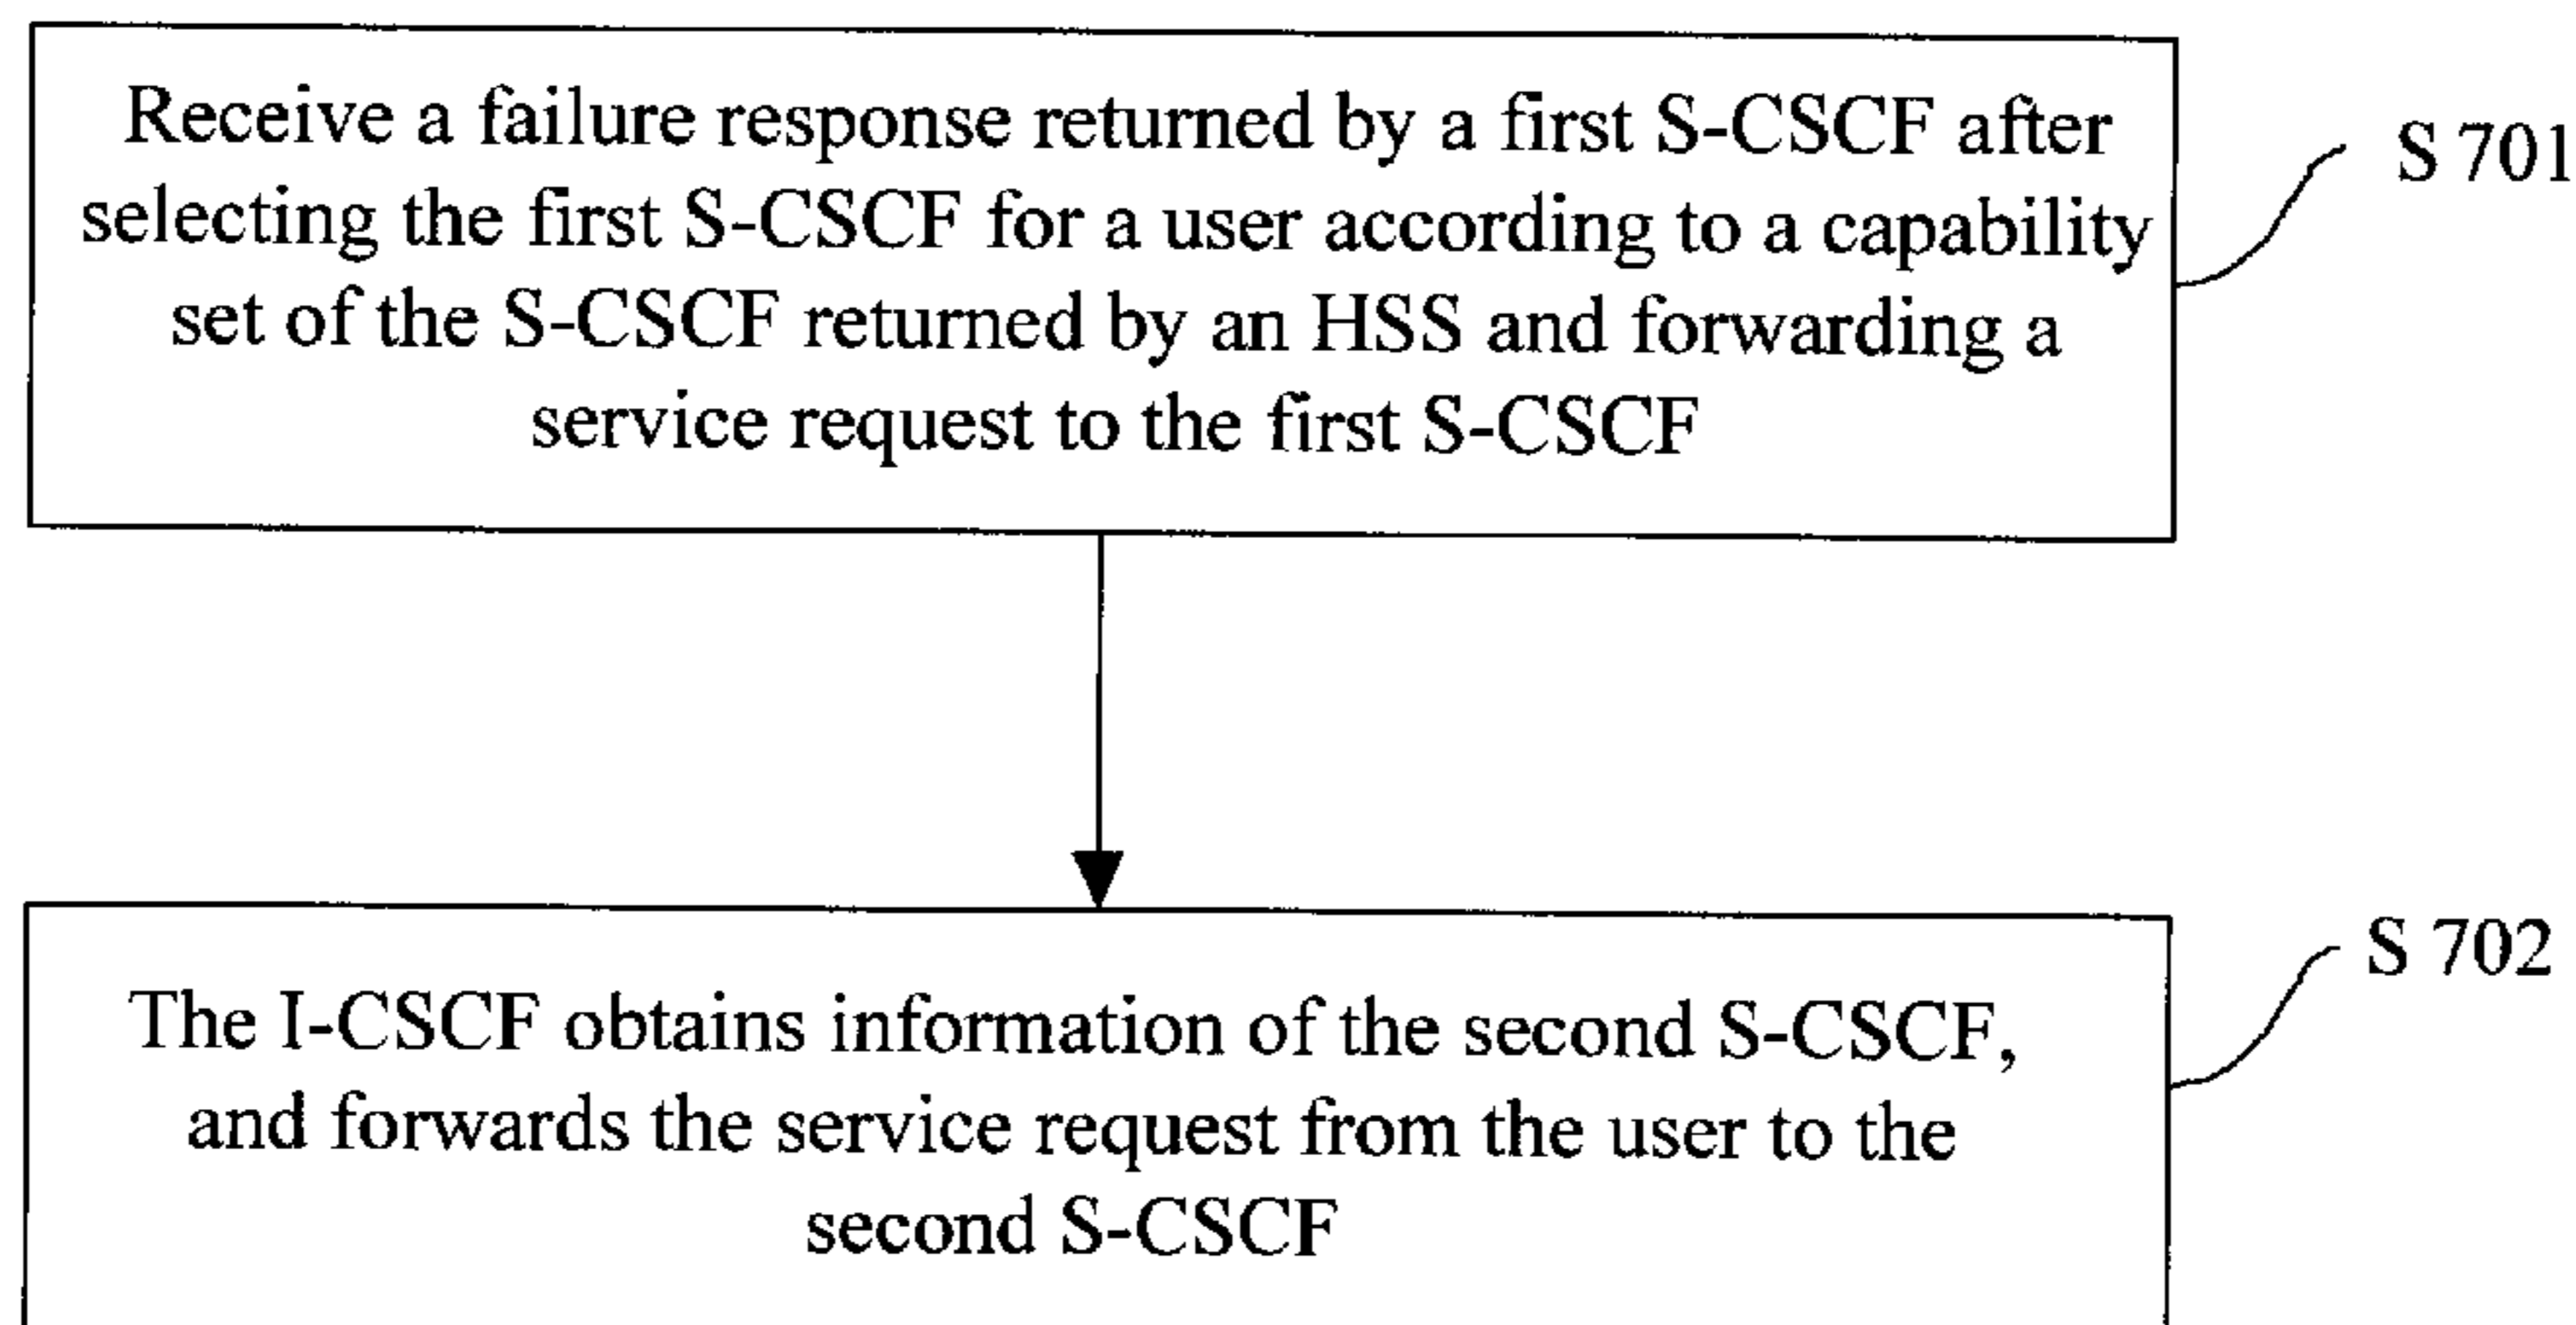 Receive a failure response returned by a first S-CSCF after
selecting the first S-CSCF for a user according to a capability
set of the S-CSCF returned by an HSS and forwarding a
service request to the first S-CSCF
S 701
The I-CSCF obtains information of the second S-CSCF,
and forwards the service request from the user to the
second S-CSCF
S 702